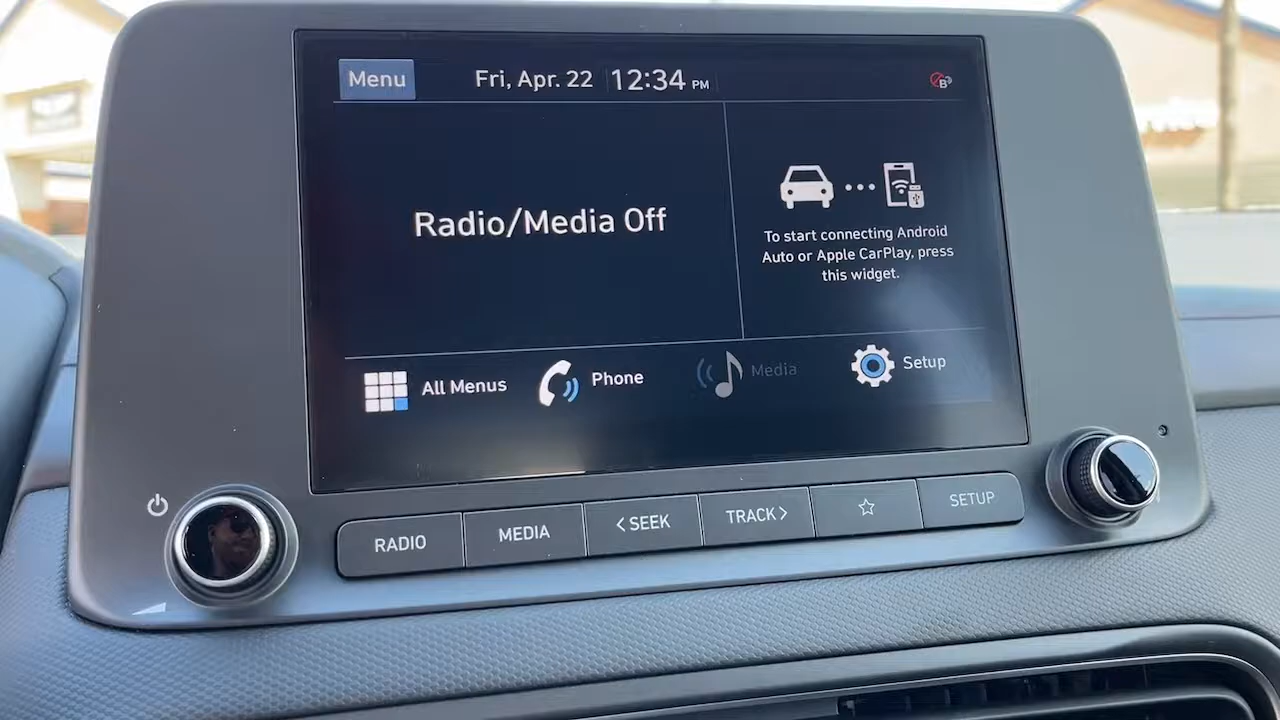 Menu
Fri, Apr. 22 12:34 PM
B
Radio/Media Off
To start connecting Android
Auto or Apple CarPlay, press
this widget.
All Menus
Phone
Media
Setup
RADIO
MEDIA
<SEEK
TRACK>
SETUP